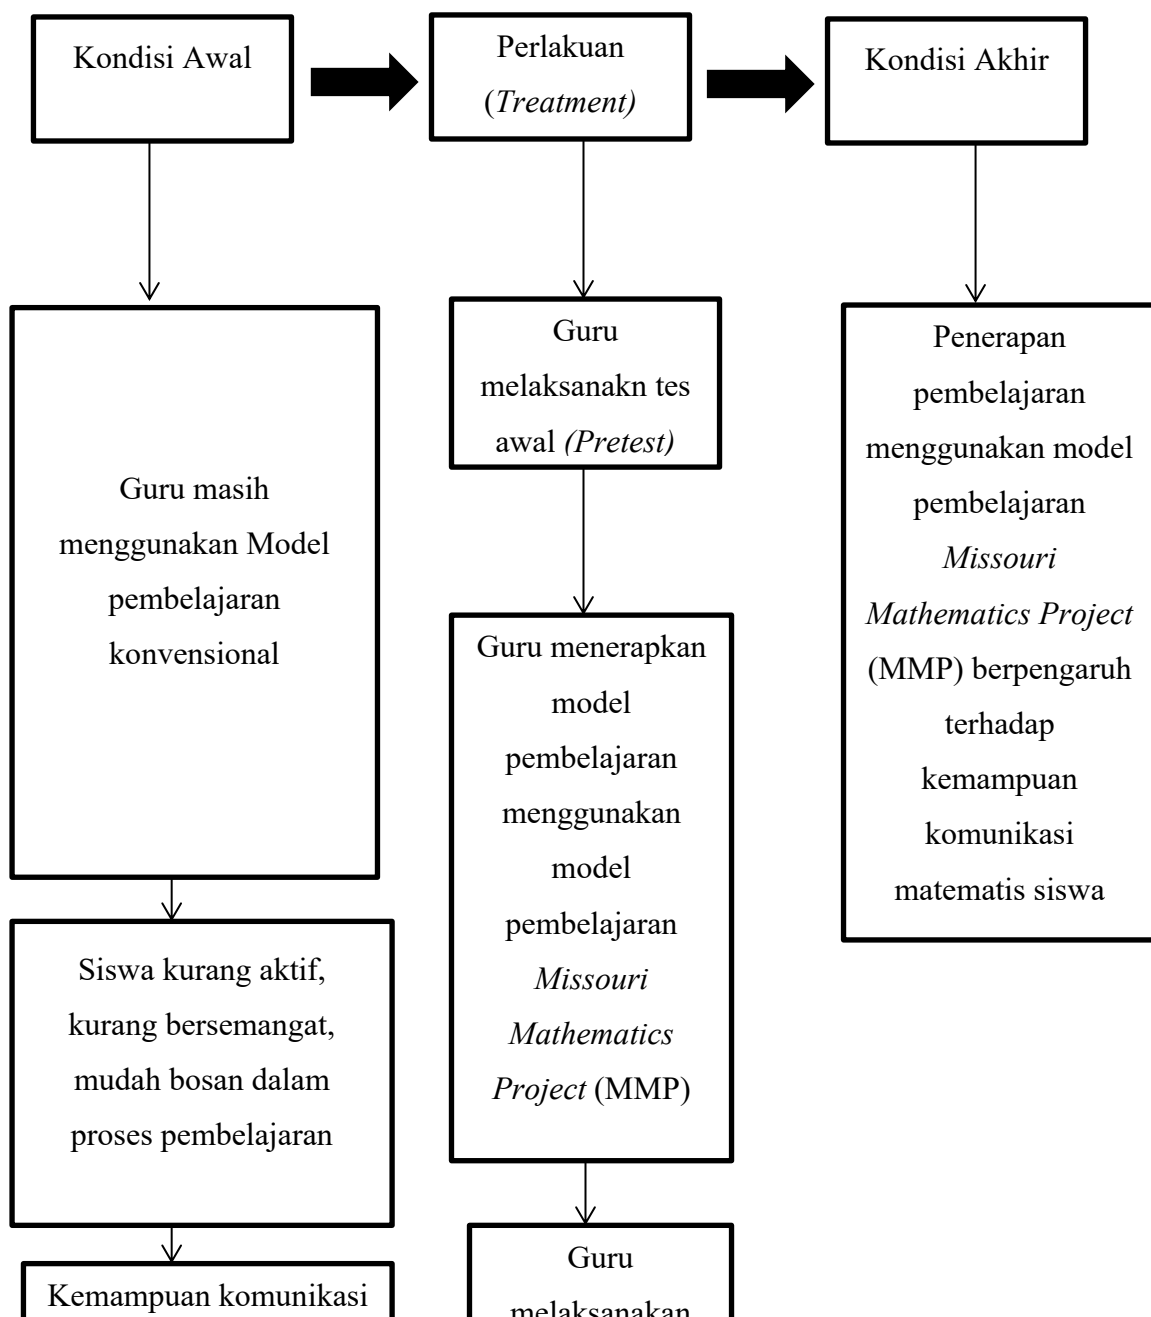 Kondisi Awal
Perlakuan
(Treatment)
Kondisi Akhir
Guru masih
menggunakan Model
pembelajaran
konvensional
Siswa kurang aktif,
kurang bersemangat,
mudah bosan dalam
proses pembelajaran
Kemampuan komunikasi
Guru
melaksanakn tes
awal (Pretest)
Guru menerapkan
model
pembelajaran
menggunakan
model
pembelajaran
Missouri
Mathematics
Project (MMP)
Guru
melaksanakan
Penerapan
pembelajaran
menggunakan model
pembelajaran
Missouri
Mathematics Project
(MMP) berpengaruh
terhadap
kemampuan
komunikasi
matematis siswa